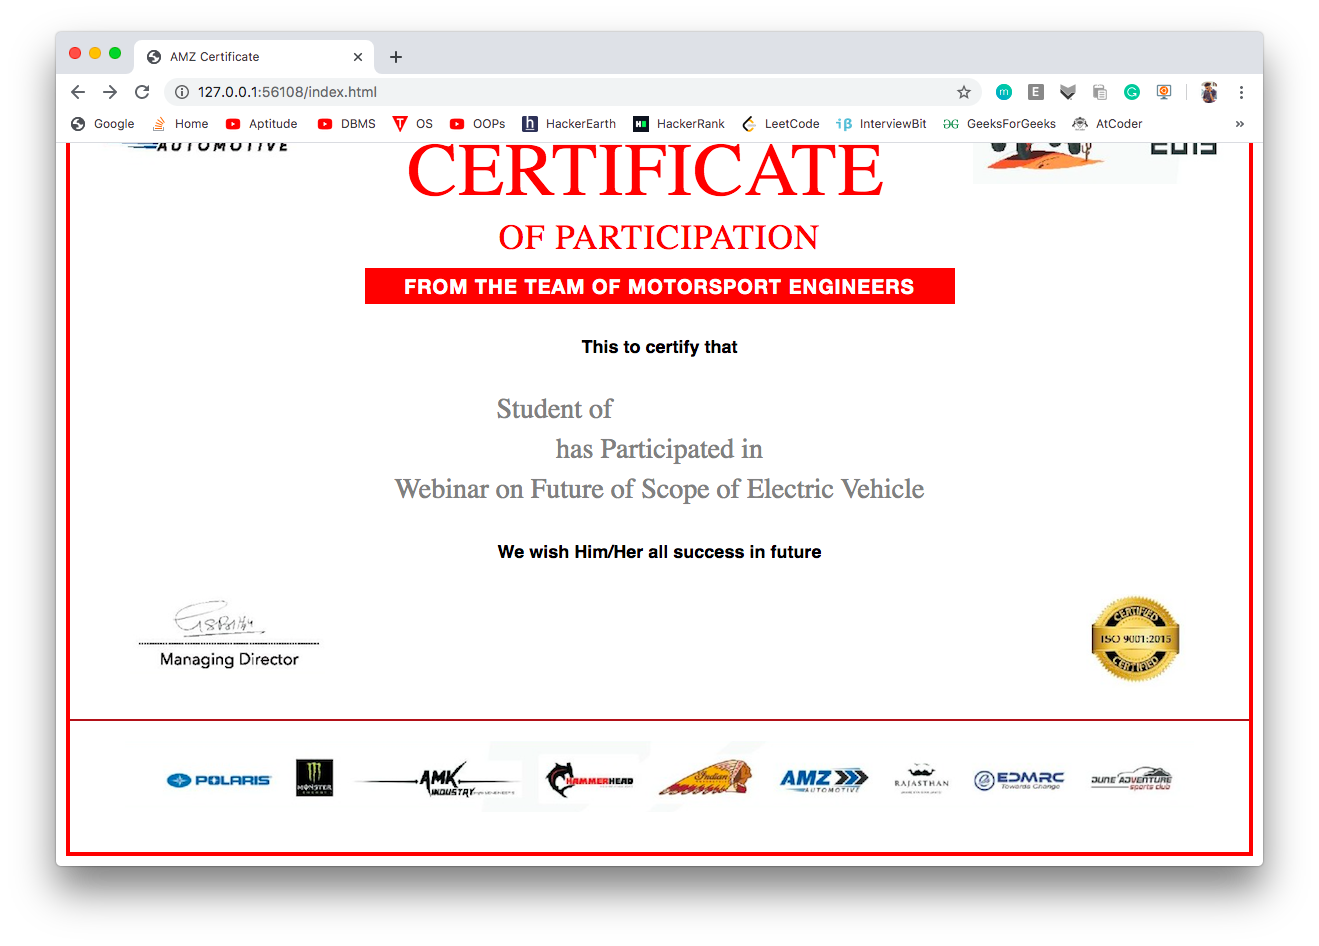 AMZ Certificate
127.0.0.1:56108/index.html
Google Home Aptitude DBMS OS OOPs HackerEarth HackerRank LeetCode InterviewBit GeeksForGeeks AtCoder »
AUTOMOTIVE
2019
CERTIFICATE
OF PARTICIPATION
FROM THE TEAM OF MOTORSPORT ENGINEERS
This to certify that
Student of
has Participated in
Webinar on Future of Scope of Electric Vehicle
We wish Him/Her all success in future
Managing Director
CERTIFIED
ISO 9001:2015
CERTIFIED
POLARIS
MONSTER
ENERGY
AMK
INDUSTRY
HAMMERHEAD
Indian
AMZ
AUTOMOTIVE
RAJASTHAN
EDMRC
Towards Change
DUNE ADVENTURE
sports club